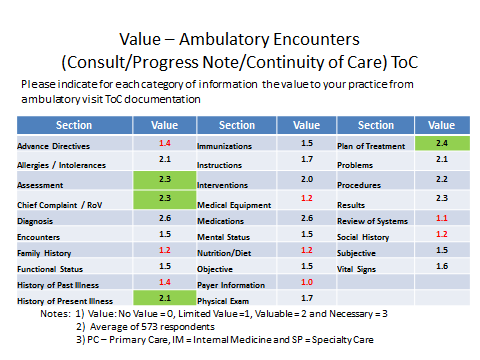 Value – Ambulatory Encounters
(Consult/Progress Note/Continuity of Care) ToC
Please indicate for each category of information the value to your practice from
ambulatory visit ToC documentation
Section Value Section Value Section Value
Advance Directives 1.4 Immunizations 1.5 Plan of Treatment 2.4
Allergies / Intolerances 2.1 Instructions 1.7 Problems 2.1
Assessment 2.3 Interventions 2.0 Procedures 2.2
Chief Complaint / RoV 2.3 Medical Equipment 1.2 Results 2.3
Diagnosis 2.6 Medications 2.6 Review of Systems 1.1
Encounters 1.5 Mental Status 1.5 Social History 1.2
Family History 1.2 Nutrition/Diet 1.2 Subjective 1.5
Functional Status 1.5 Objective 1.5 Vital Signs 1.6
History of Past Illness 1.4 Payer Information 1.0
History of Present Illness 2.1 Physical Exam 1.7
Notes: 1) Value: No Value = 0, Limited Value =1, Valuable = 2 and Necessary = 3
2) Average of 573 respondents
3) PC – Primary Care, IM = Internal Medicine and SP = Specialty Care